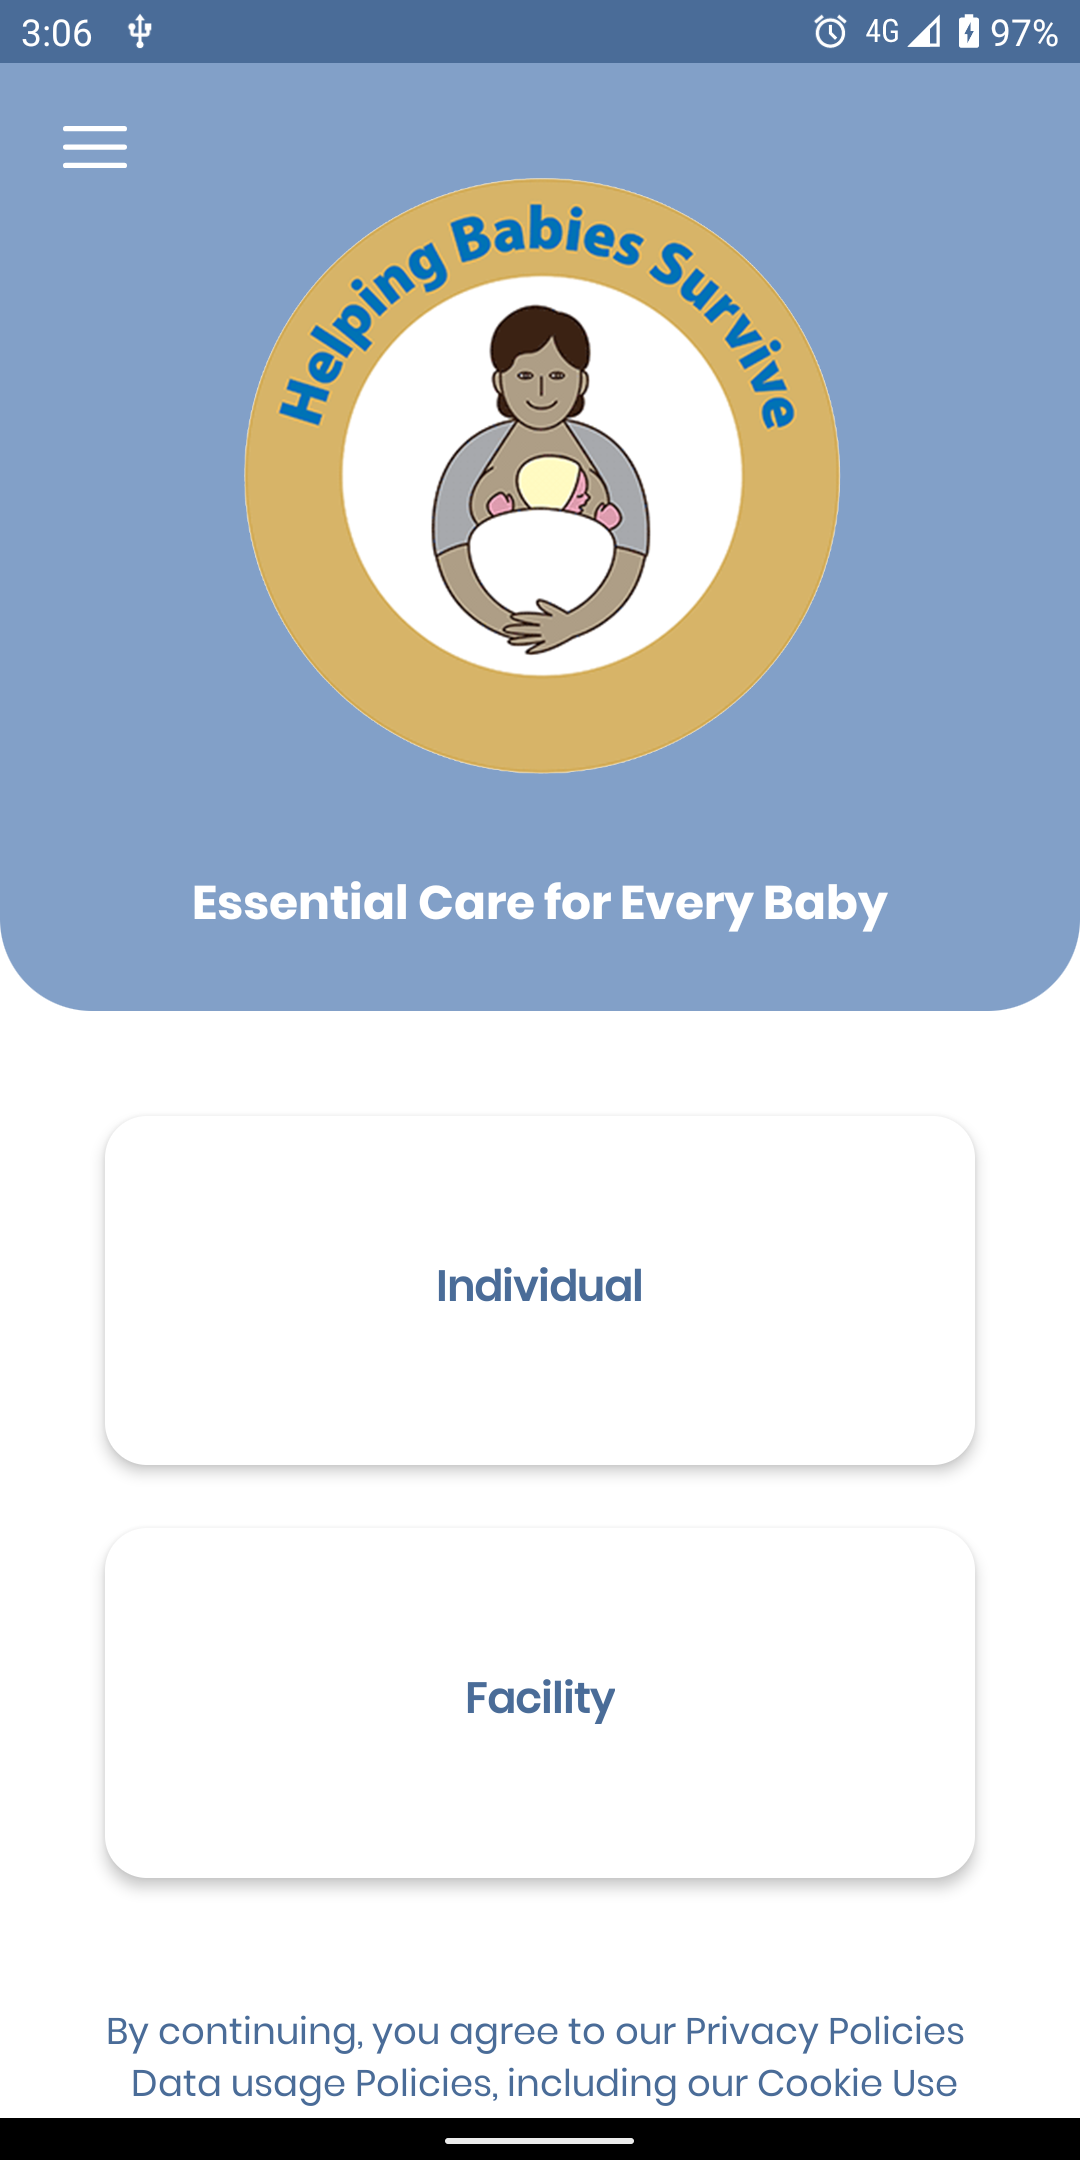 3:06 4G 97%
Helping Babies Survive
Essential Care for Every Baby
Individual
Facility
By continuing, you agree to our Privacy Policies
Data usage Policies, including our Cookie Use